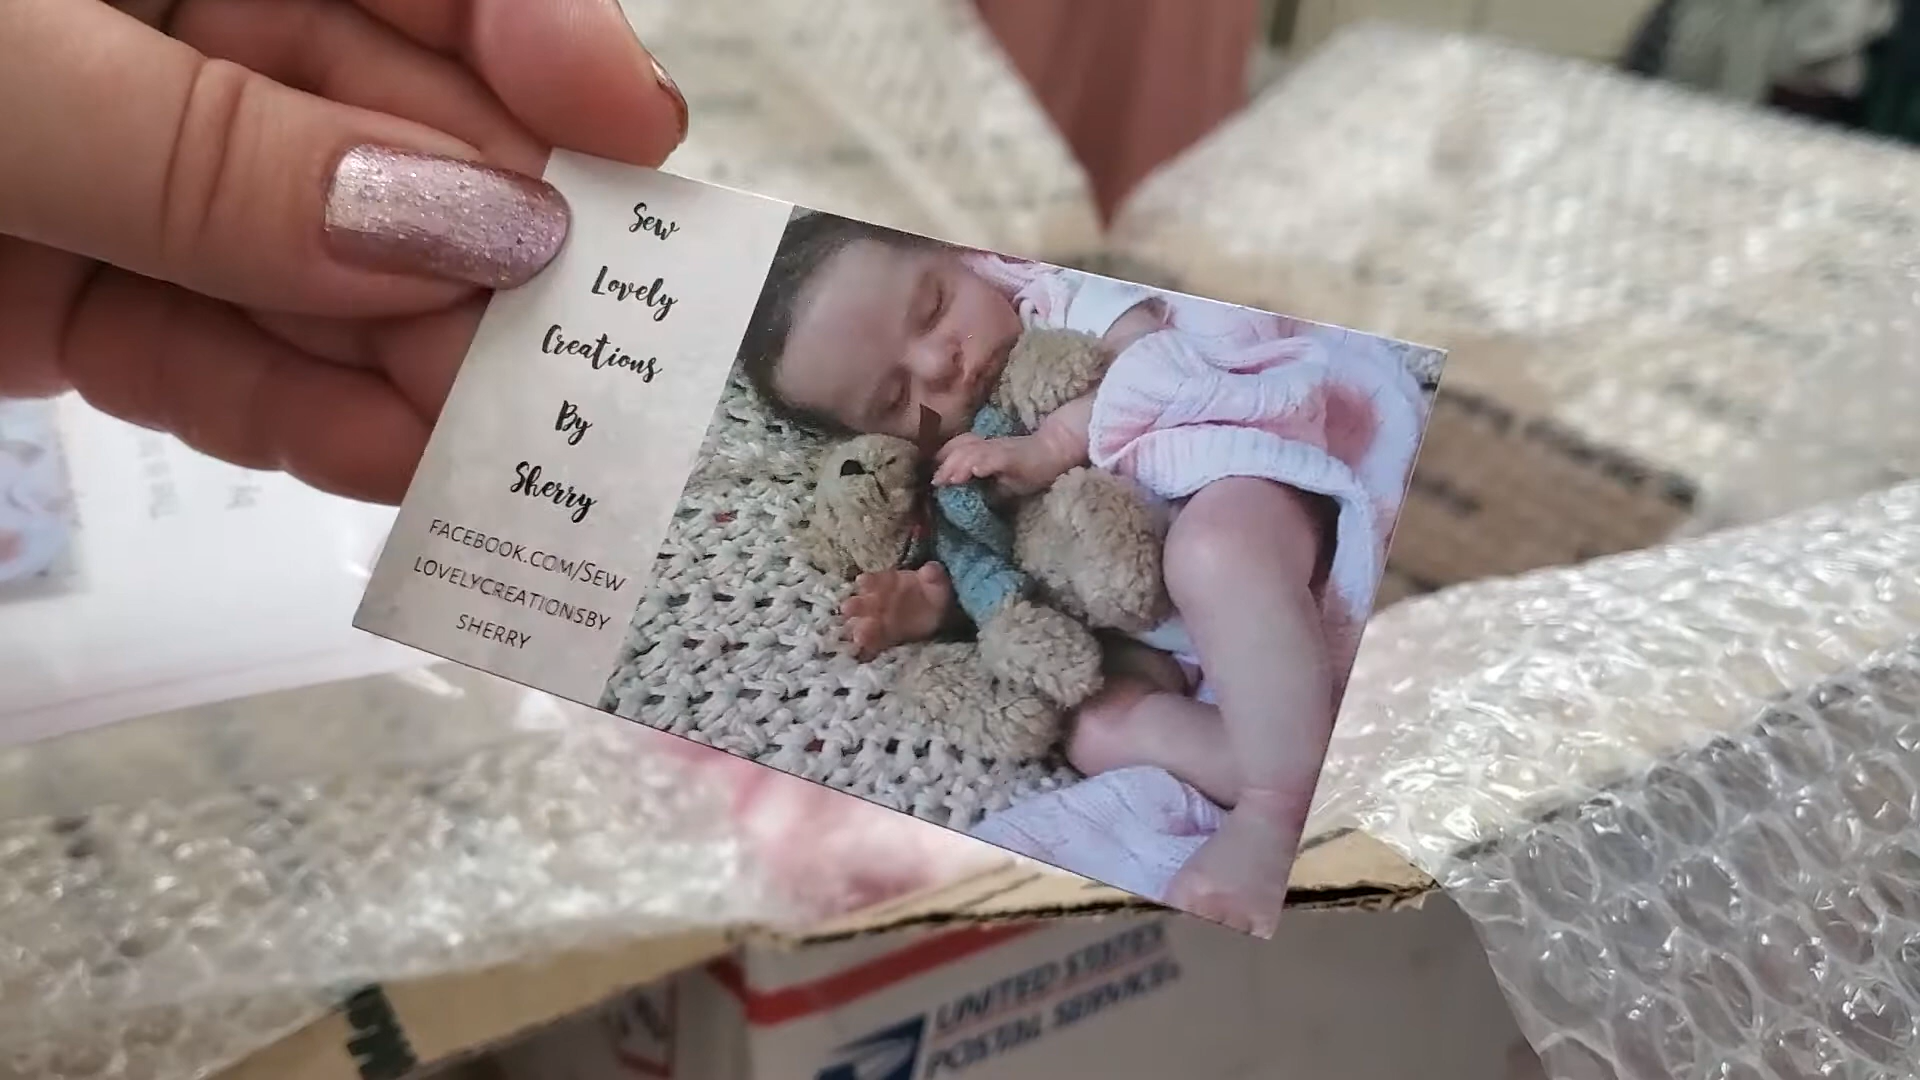 Sew
Lovely
Creations
By
Sherry
FACEBOOK.COM/SEW
LOVELYCREATIONSBY
SHERRY
UNITED STATES
POSTAL SERVICE